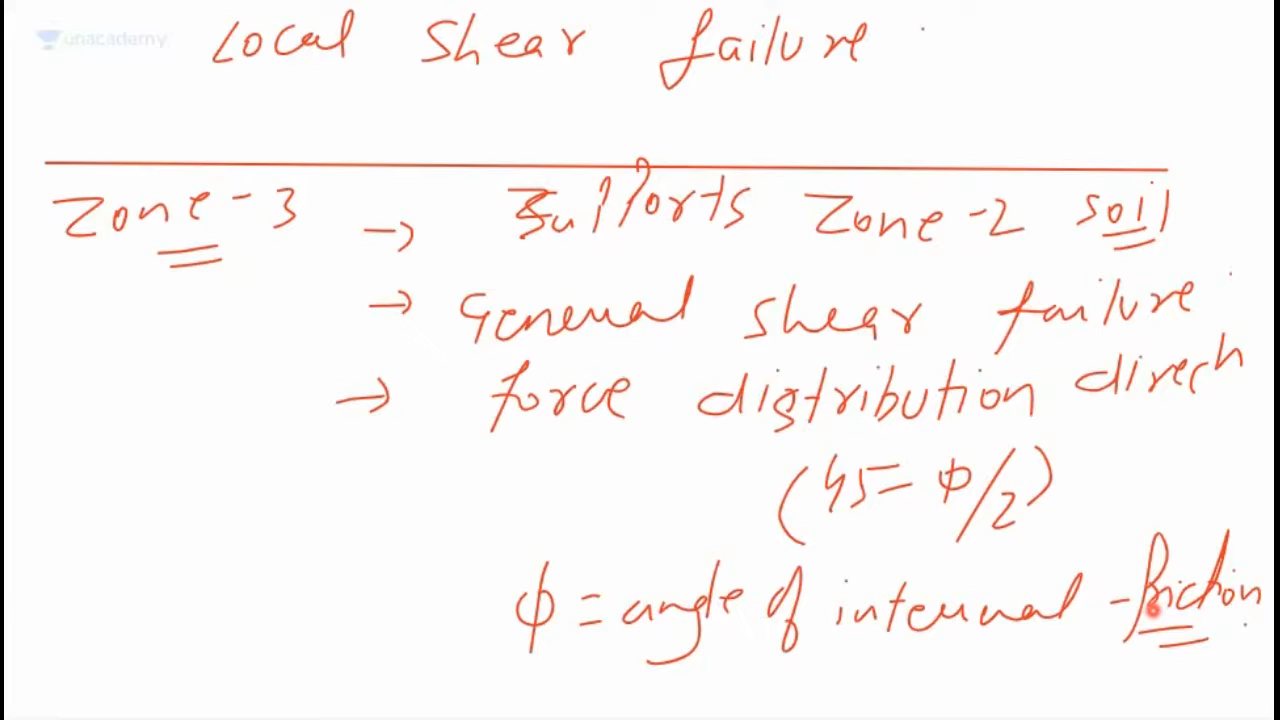 unacademy
Local shear failure
Zone-3 → Supports Zone-2 soil
→ General shear failure
→ force distribution direcn
(45= φ/2)
φ = angle of internal friction